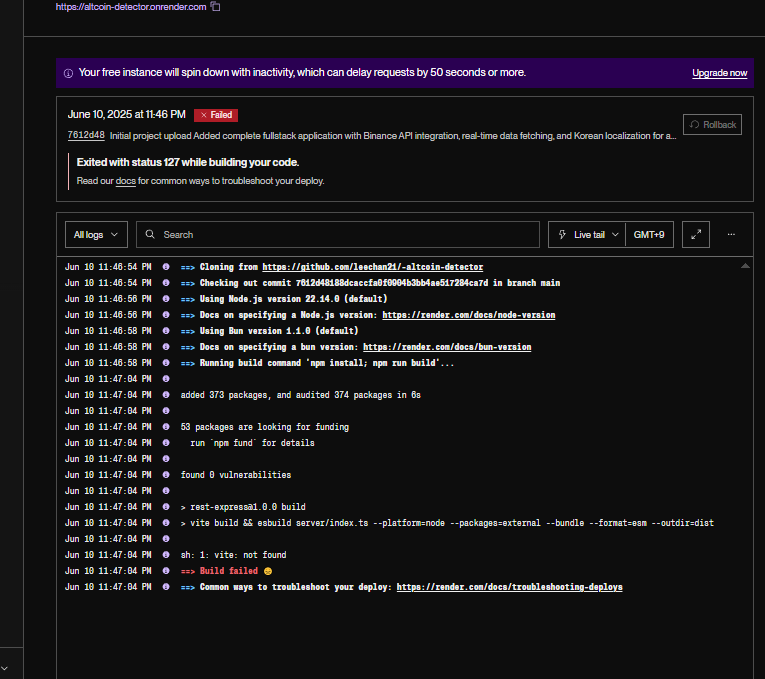 https://altcoin-detector.onrender.com
Your free instance will spin down with inactivity, which can delay requests by 50 seconds or more.
Upgrade now
June 10, 2025 at 11:46 PM
Failed
Rollback
7612d48 Initial project upload Added complete fullstack application with Binance API integration, real-time data fetching, and Korean localization for a...
Exited with status 127 while building your code.
Read our docs for common ways to troubleshoot your deploy.
All logs
Search
Live tail
GMT+9
Jun 10 11:46:54 PM ==> Cloning from https://github.com/leechan21/-altcoin-detector
Jun 10 11:46:54 PM ==> Checking out commit 7612d48188dcaccfa0f0904b3bb4ae517284ca7d in branch main
Jun 10 11:46:56 PM ==> Using Node.js version 22.14.0 (default)
Jun 10 11:46:56 PM ==> Docs on specifying a Node.js version: https://render.com/docs/node-version
Jun 10 11:46:58 PM ==> Using Bun version 1.1.0 (default)
Jun 10 11:46:58 PM ==> Docs on specifying a bun version: https://render.com/docs/bun-version
Jun 10 11:46:58 PM ==> Running build command 'npm install; npm run build'...
Jun 10 11:47:04 PM
Jun 10 11:47:04 PM added 373 packages, and audited 374 packages in 6s
Jun 10 11:47:04 PM
Jun 10 11:47:04 PM 53 packages are looking for funding
Jun 10 11:47:04 PM run `npm fund` for details
Jun 10 11:47:04 PM
Jun 10 11:47:04 PM found 0 vulnerabilities
Jun 10 11:47:04 PM
Jun 10 11:47:04 PM > rest-express@1.0.0 build
Jun 10 11:47:04 PM > vite build && esbuild server/index.ts --platform=node --packages=external --bundle --format=esm --outdir=dist
Jun 10 11:47:04 PM
Jun 10 11:47:04 PM sh: 1: vite: not found
Jun 10 11:47:04 PM ==> Build failed 😞
Jun 10 11:47:04 PM ==> Common ways to troubleshoot your deploy: https://render.com/docs/troubleshooting-deploys